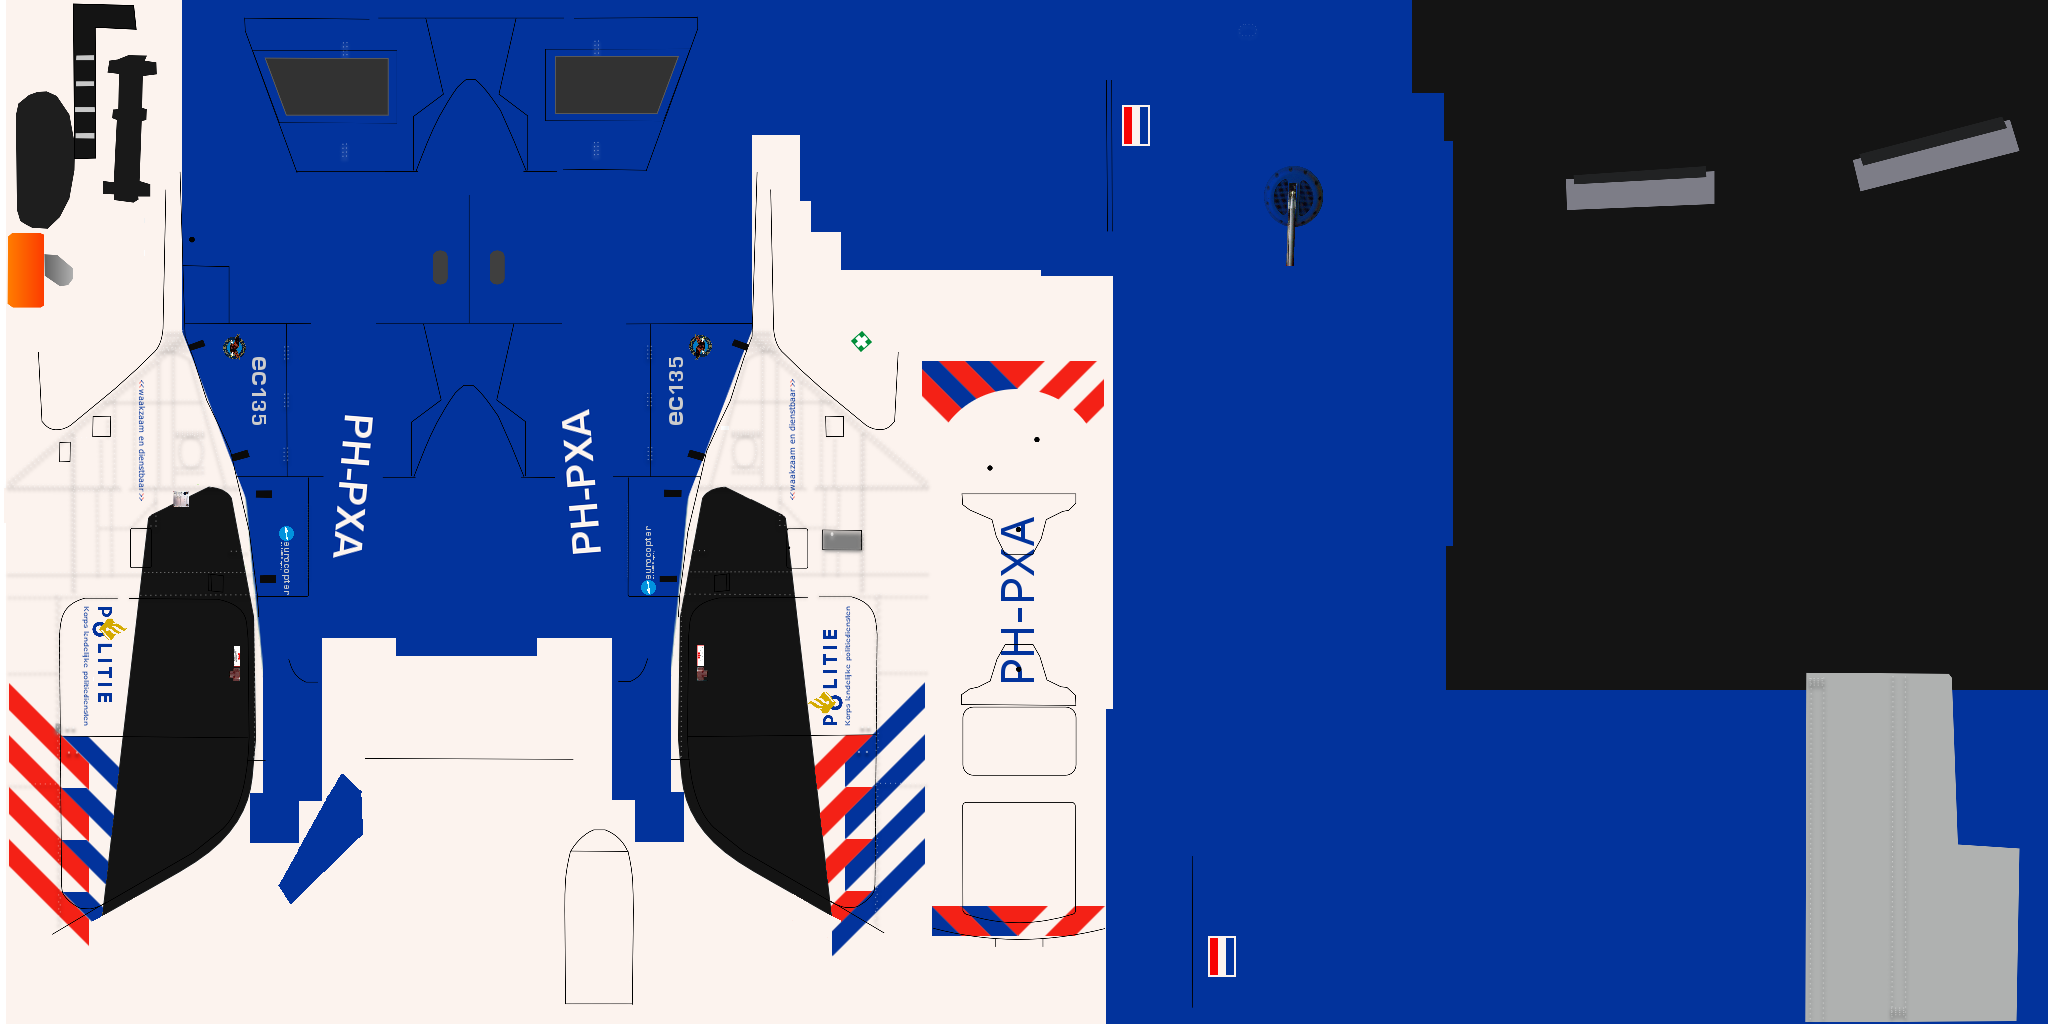 ec135
ec135
<<waakzaam en dienstbaar>>
<<waakzaam en dienstbaar>>
PH-PXA
PH-PXA
eurocopter
eurocopter
PH-PXA
POLITIE
Korps landelijke politiediensten
POLITIE
Korps landelijke politiediensten